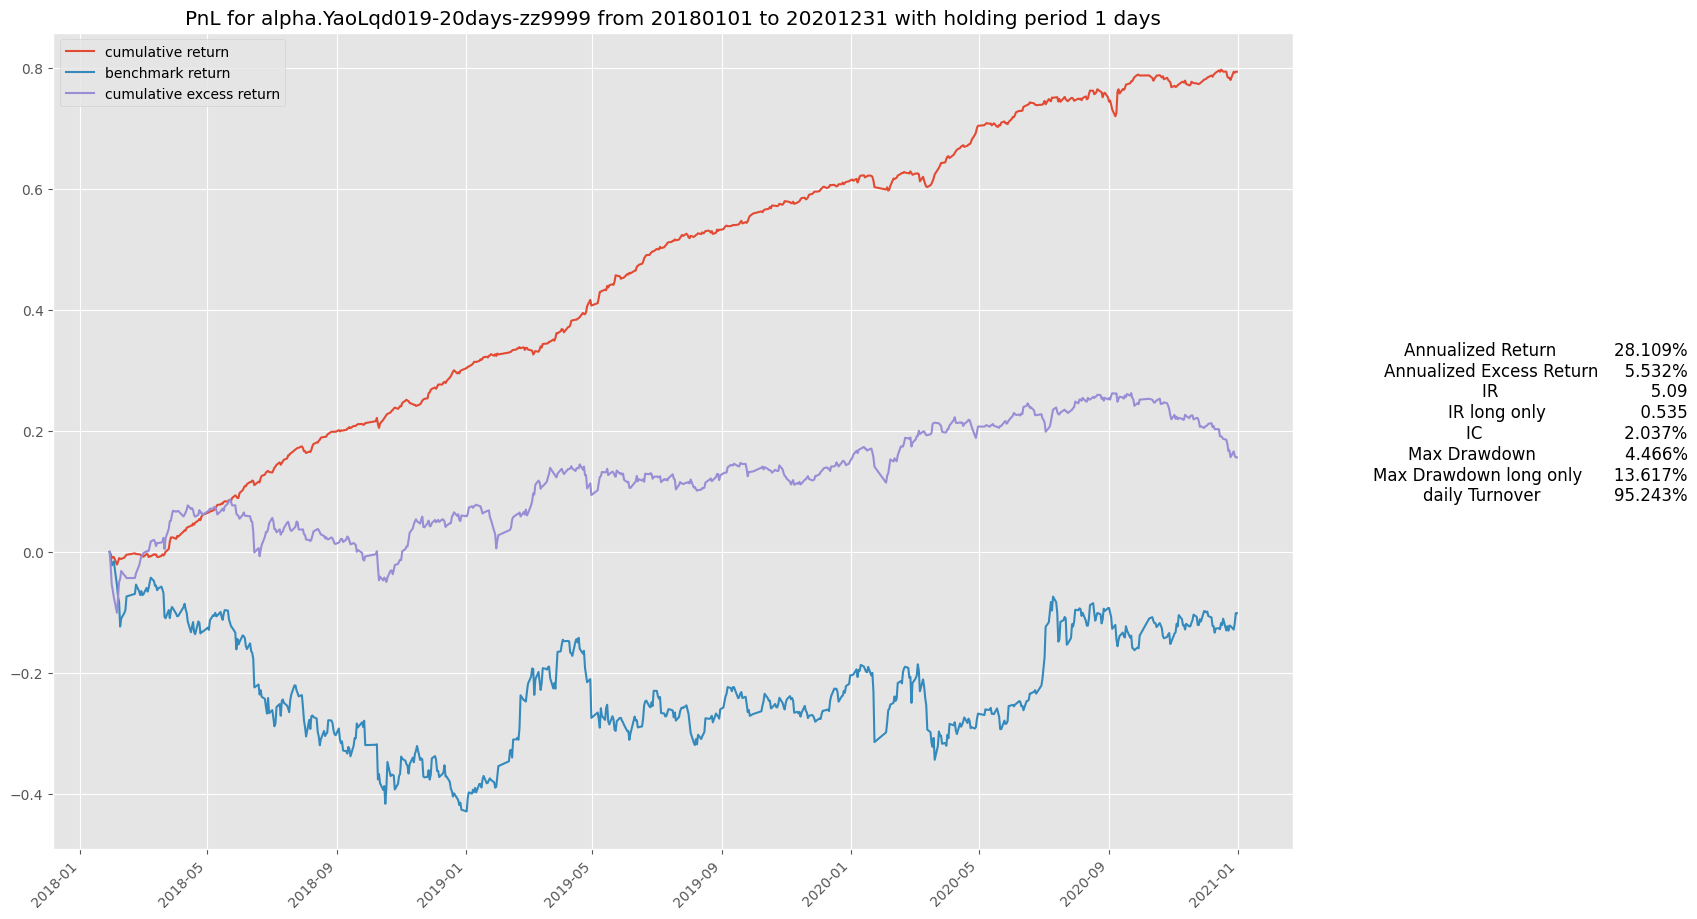 PnL for alpha.YaoLqd019-20days-zz9999 from 20180101 to 20201231 with holding period 1 days
cumulative return
benchmark return
cumulative excess return
0.8
0.6
0.4
0.2
0.0
−0.2
−0.4
2018-01
2018-05
2018-09
2019-01
2019-05
2019-09
2020-01
2020-05
2020-09
2021-01
Annualized Return 28.109%
Annualized Excess Return 5.532%
IR 5.09
IR long only 0.535
IC 2.037%
Max Drawdown 4.466%
Max Drawdown long only 13.617%
daily Turnover 95.243%